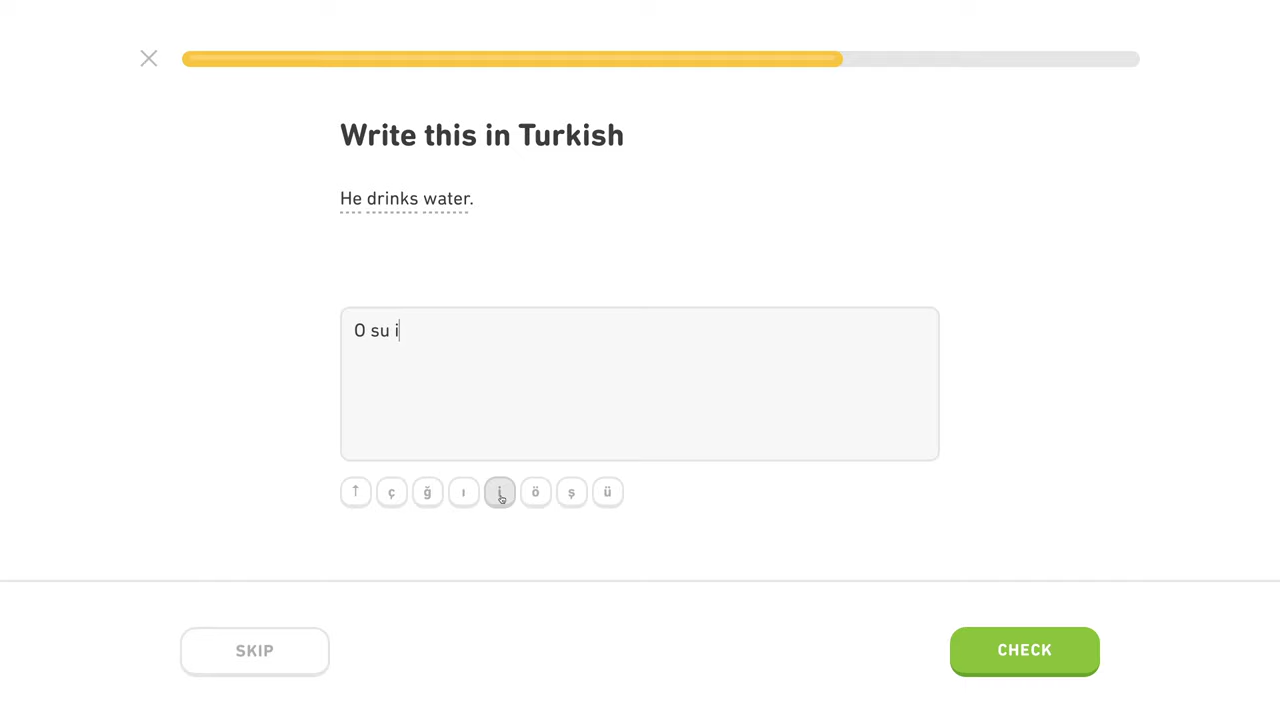 Write this in Turkish
He drinks water.
O su i
↑ ç ğ ı i ö ş ü
SKIP
CHECK